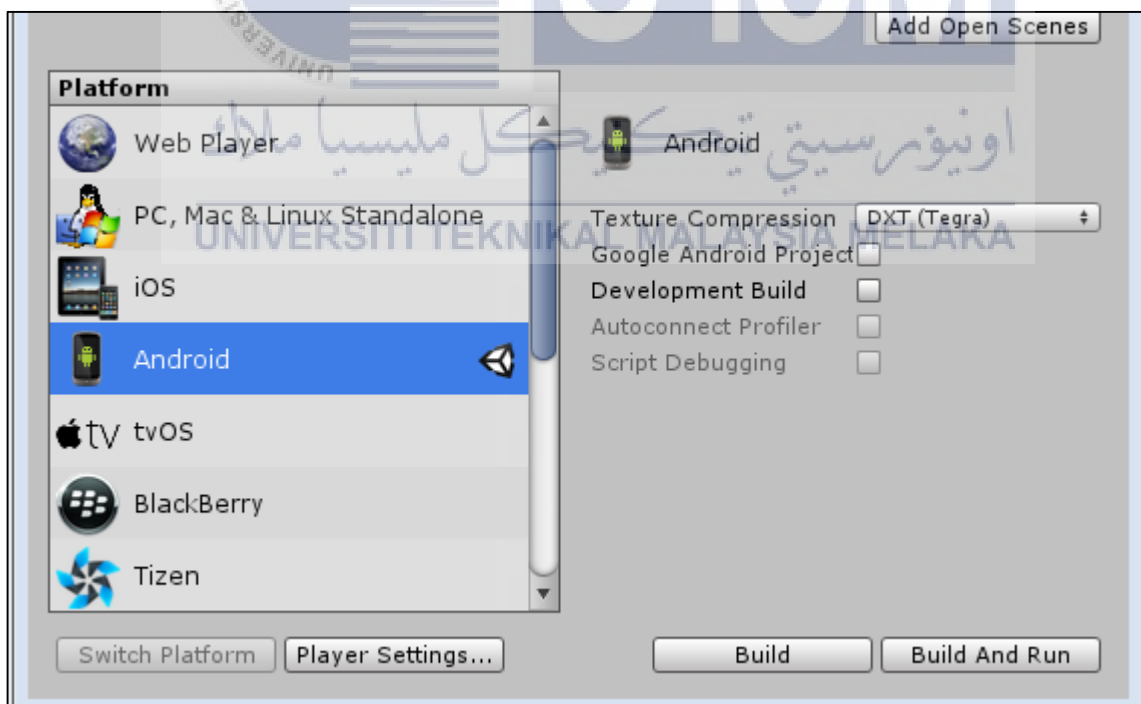 Add Open Scenes
Platform
Web Player
PC, Mac & Linux Standalone
iOS
Android
tv tvOS
BlackBerry
Tizen
Android
Texture Compression DXT (Tegra)
Google Android Project
Development Build
Autoconnect Profiler
Script Debugging
Switch Platform Player Settings... Build Build And Run
اونيۏرسيتي تيكنيكل مليسيا ملاك
UNIVERSITI TEKNIKAL MALAYSIA MELAKA